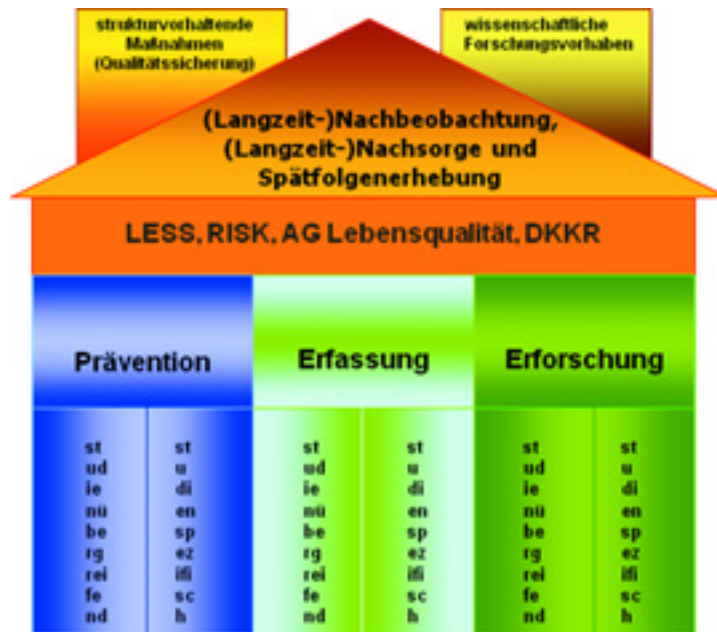 strukturvorhaltende
Maßnahmen
(Qualitätssicherung)
wissenschaftliche
Forschungsvorhaben
(Langzeit-)Nachbeobachtung,
(Langzeit-)Nachsorge und
Spätfolgenerhebung
LESS, RISK, AG Lebensqualität, DKKR
Prävention
Erfassung
Erforschung
st
ud
ie
nü
be
rg
rei
fe
nd
st
u
di
en
sp
ez
ifi
sc
h
st
ud
ie
nü
be
rg
rei
fe
nd
st
u
di
en
sp
ez
ifi
sc
h
st
ud
ie
nü
be
rg
rei
fe
nd
st
u
di
en
sp
ez
ifi
sc
h